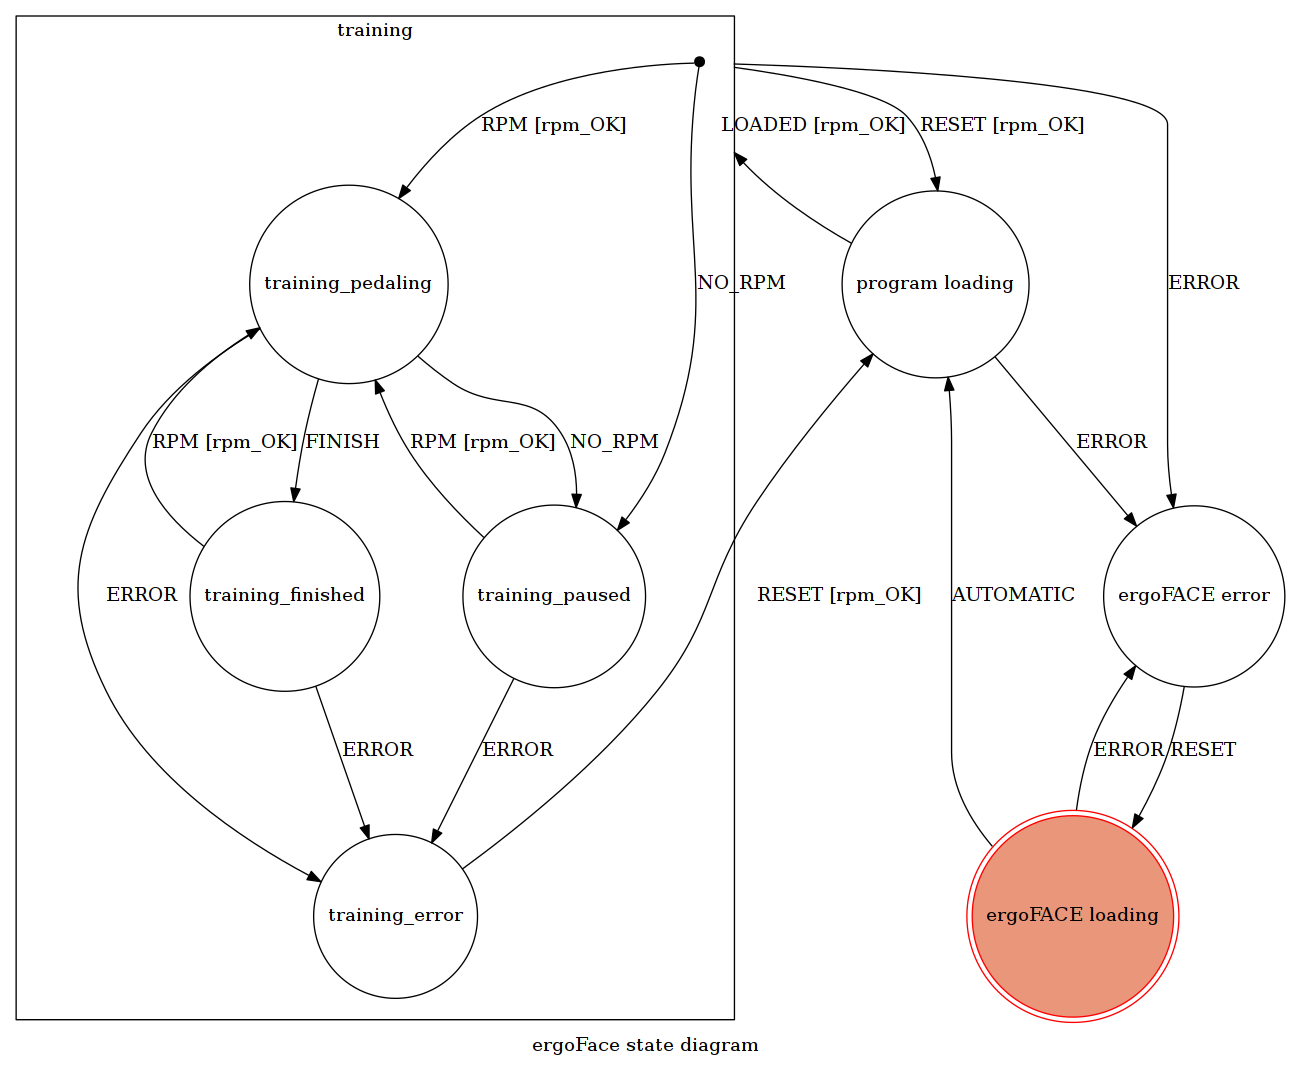 training
RPM [rpm_OK]
LOADED [rpm_OK]
RESET [rpm_OK]
training_pedaling
NO_RPM
program loading
ERROR
RPM [rpm_OK]
FINISH
RPM [rpm_OK]
NO_RPM
ERROR
ERROR
training_finished
training_paused
RESET [rpm_OK]
AUTOMATIC
ergoFACE error
ERROR
ERROR
ERROR
RESET
training_error
ergoFACE loading
ergoFace state diagram